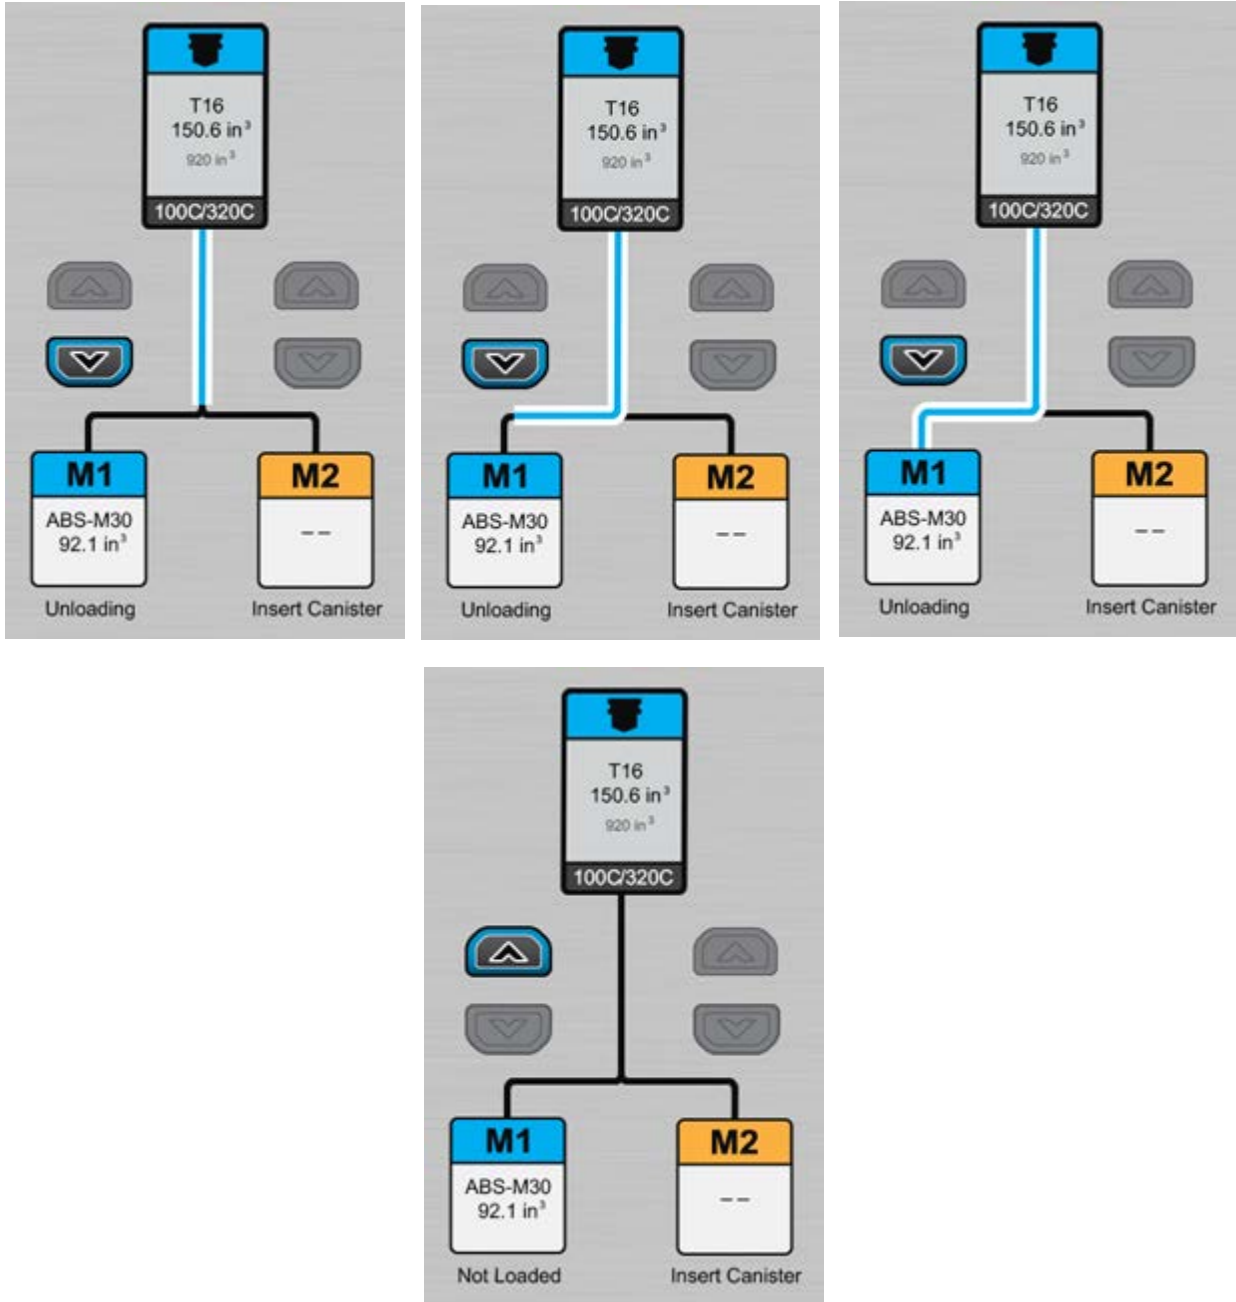 T16
150.6 in³
920 in³
100C/320C
M1
ABS-M30
92.1 in³
Unloading
M2
--
Insert Canister
T16
150.6 in³
920 in³
100C/320C
M1
ABS-M30
92.1 in³
Unloading
M2
--
Insert Canister
T16
150.6 in³
920 in³
100C/320C
M1
ABS-M30
92.1 in³
Unloading
M2
--
Insert Canister
T16
150.6 in³
920 in³
100C/320C
M1
ABS-M30
92.1 in³
Not Loaded
M2
--
Insert Canister